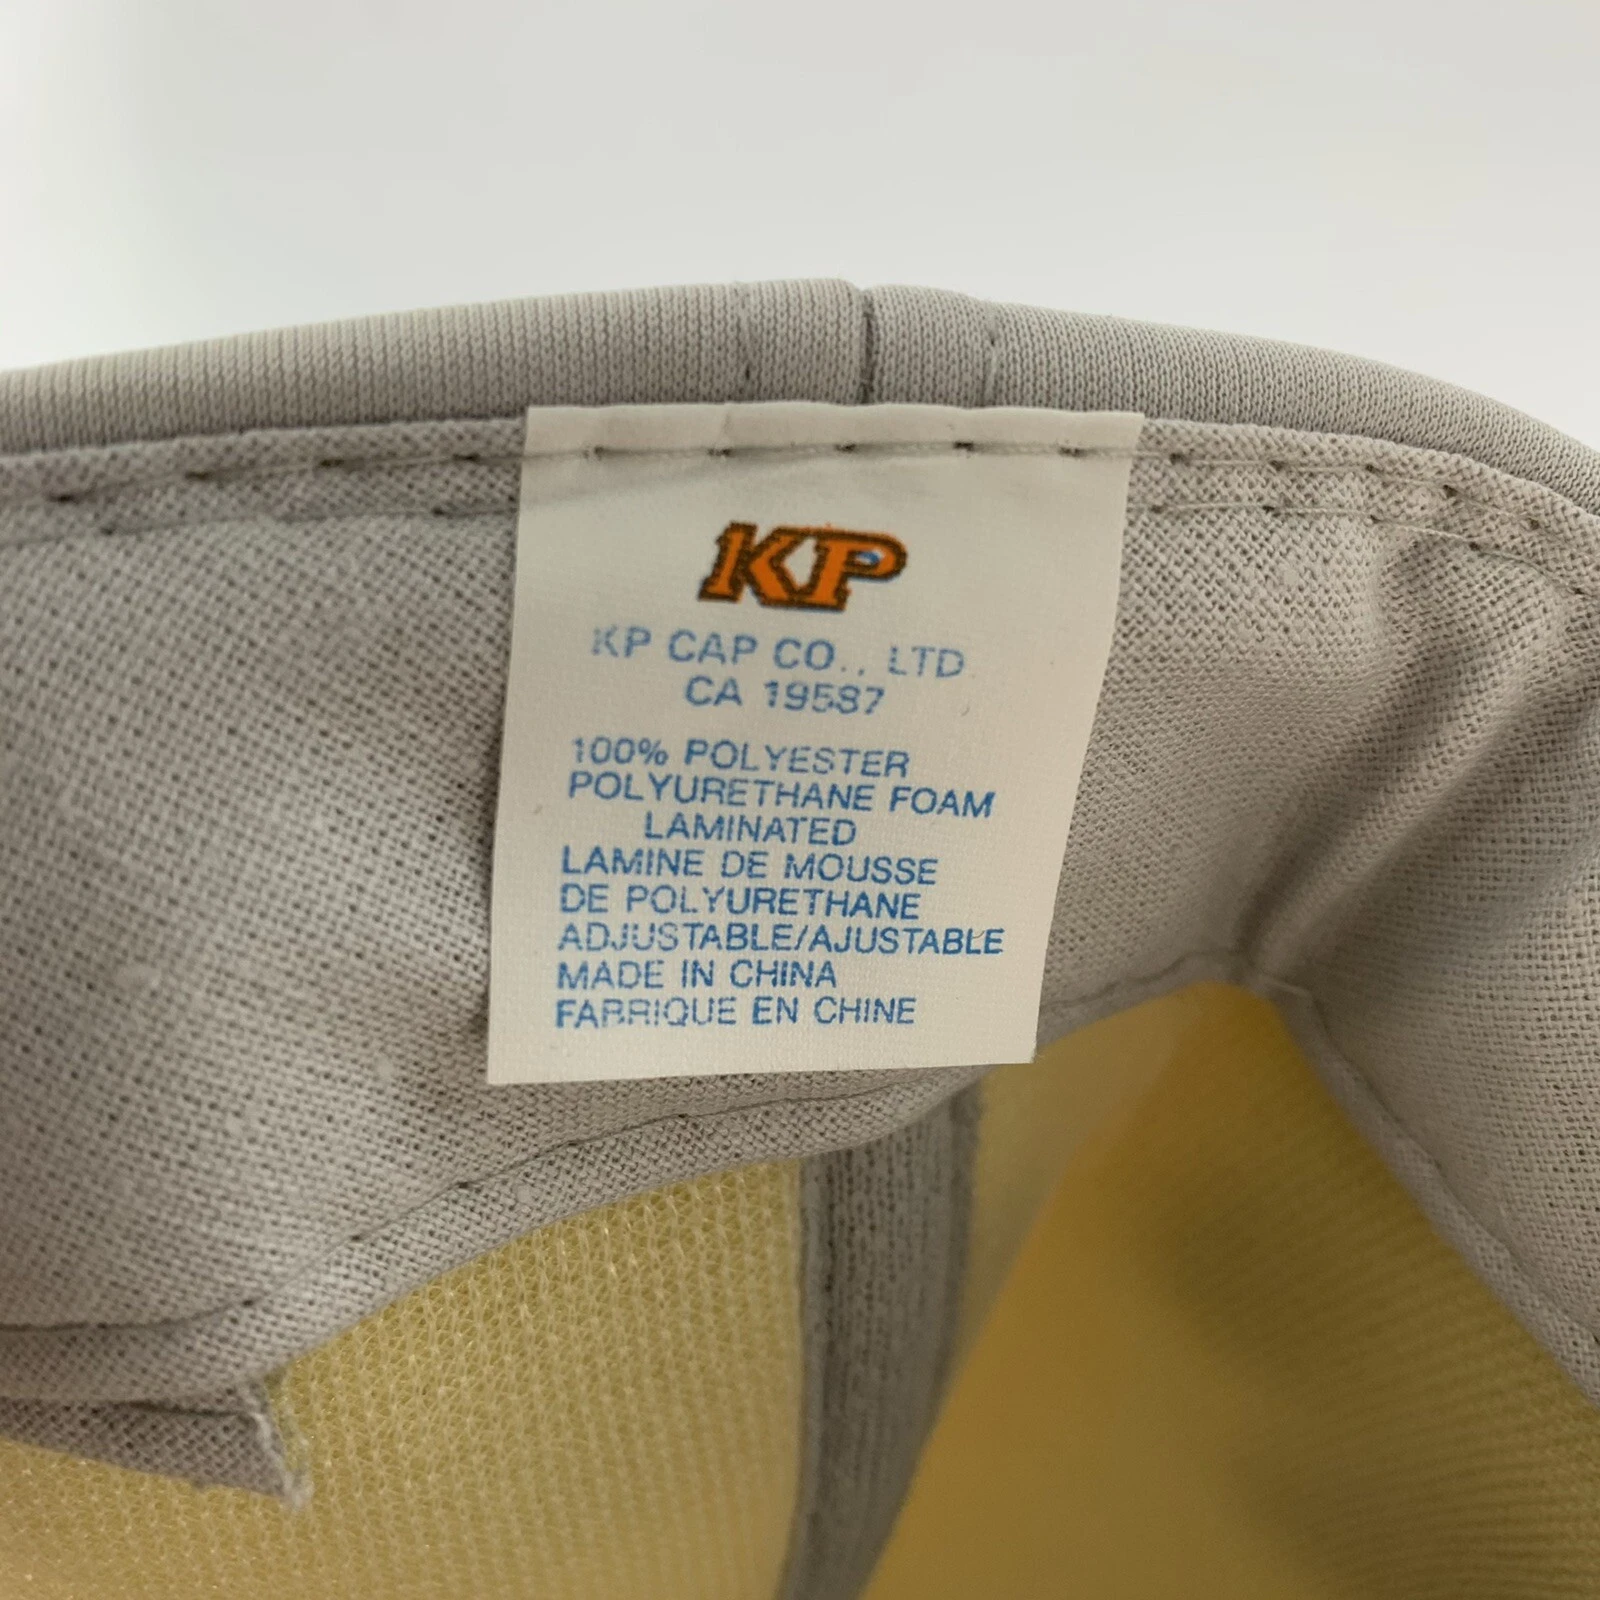 KP
KP CAP CO., LTD
CA 19587
100% POLYESTER
POLYURETHANE FOAM
LAMINATED
LAMINE DE MOUSSE
DE POLYURETHANE
ADJUSTABLE/AJUSTABLE
MADE IN CHINA
FABRIQUE EN CHINE